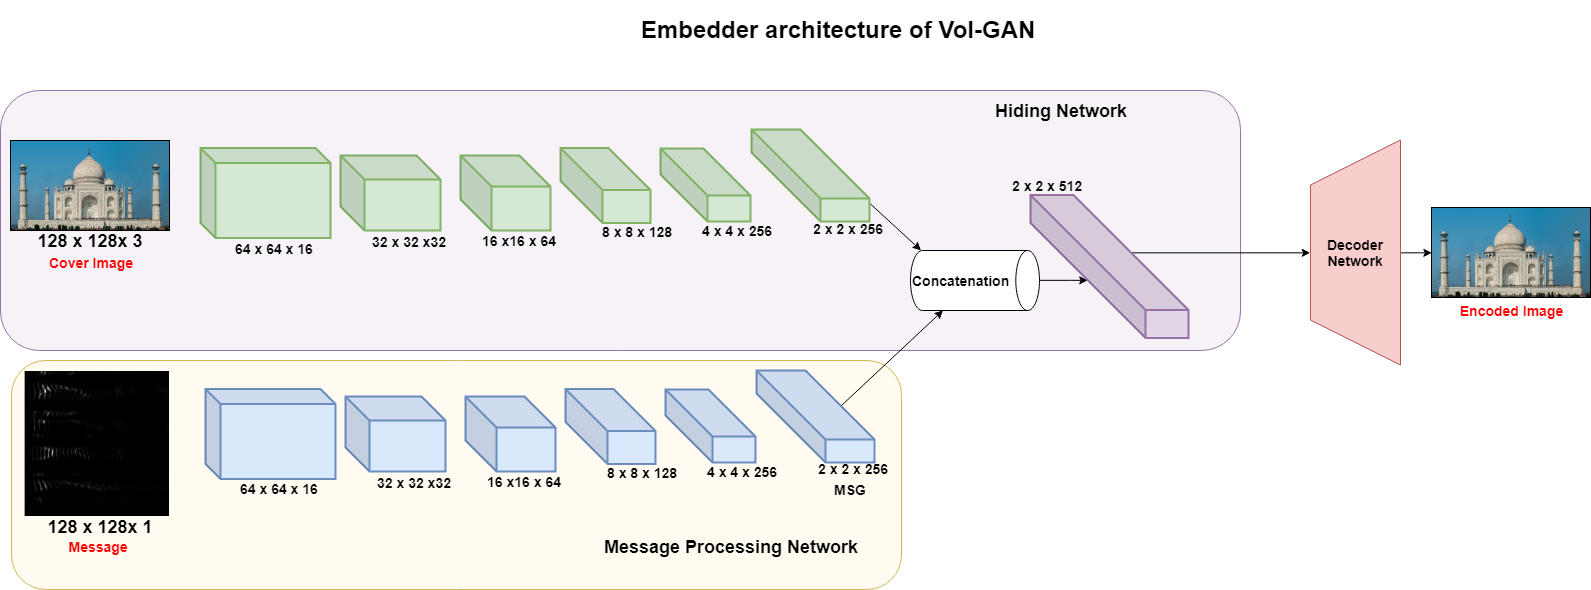 Embedder architecture of Vol-GAN
Hiding Network
128 x 128x 3
Cover Image
64 x 64 x 16
32 x 32 x32
16 x16 x 64
8 x 8 x 128
4 x 4 x 256
2 x 2 x 256
2 x 2 x 512
Concatenation
Decoder
Network
Encoded Image
128 x 128x 1
Message
64 x 64 x 16
32 x 32 x32
16 x16 x 64
8 x 8 x 128
4 x 4 x 256
2 x 2 x 256
MSG
Message Processing Network